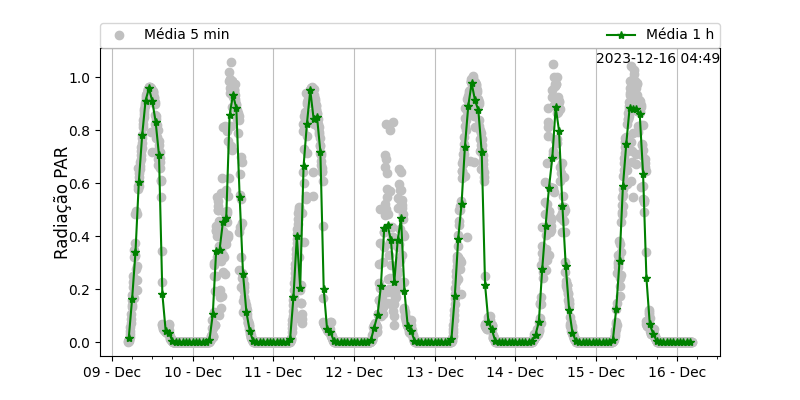 Média 5 min
Média 1 h
2023-12-16 04:49
Radiação PAR
1.0
0.8
0.6
0.4
0.2
0.0
09 - Dec
10 - Dec
11 - Dec
12 - Dec
13 - Dec
14 - Dec
15 - Dec
16 - Dec